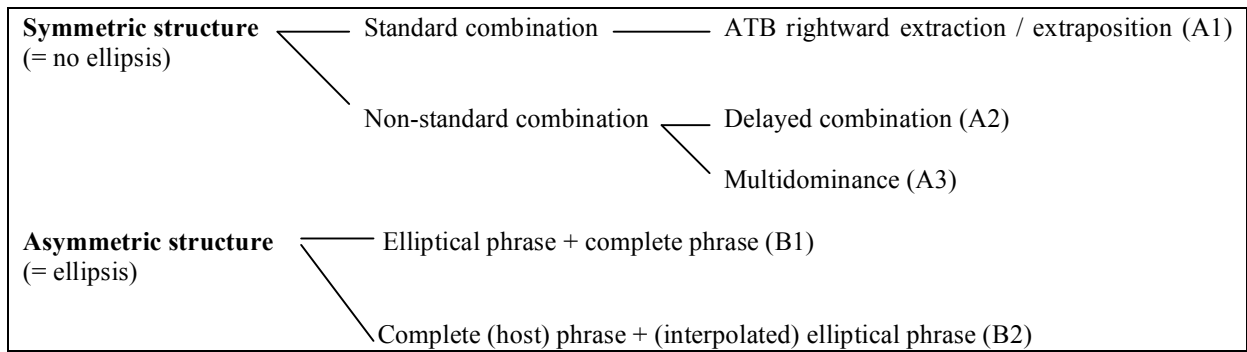 Symmetric structure Standard combination ATB rightward extraction / extraposition (A1)
(= no ellipsis)
Non-standard combination Delayed combination (A2)
Multidominance (A3)
Asymmetric structure Elliptical phrase + complete phrase (B1)
(= ellipsis)
Complete (host) phrase + (interpolated) elliptical phrase (B2)